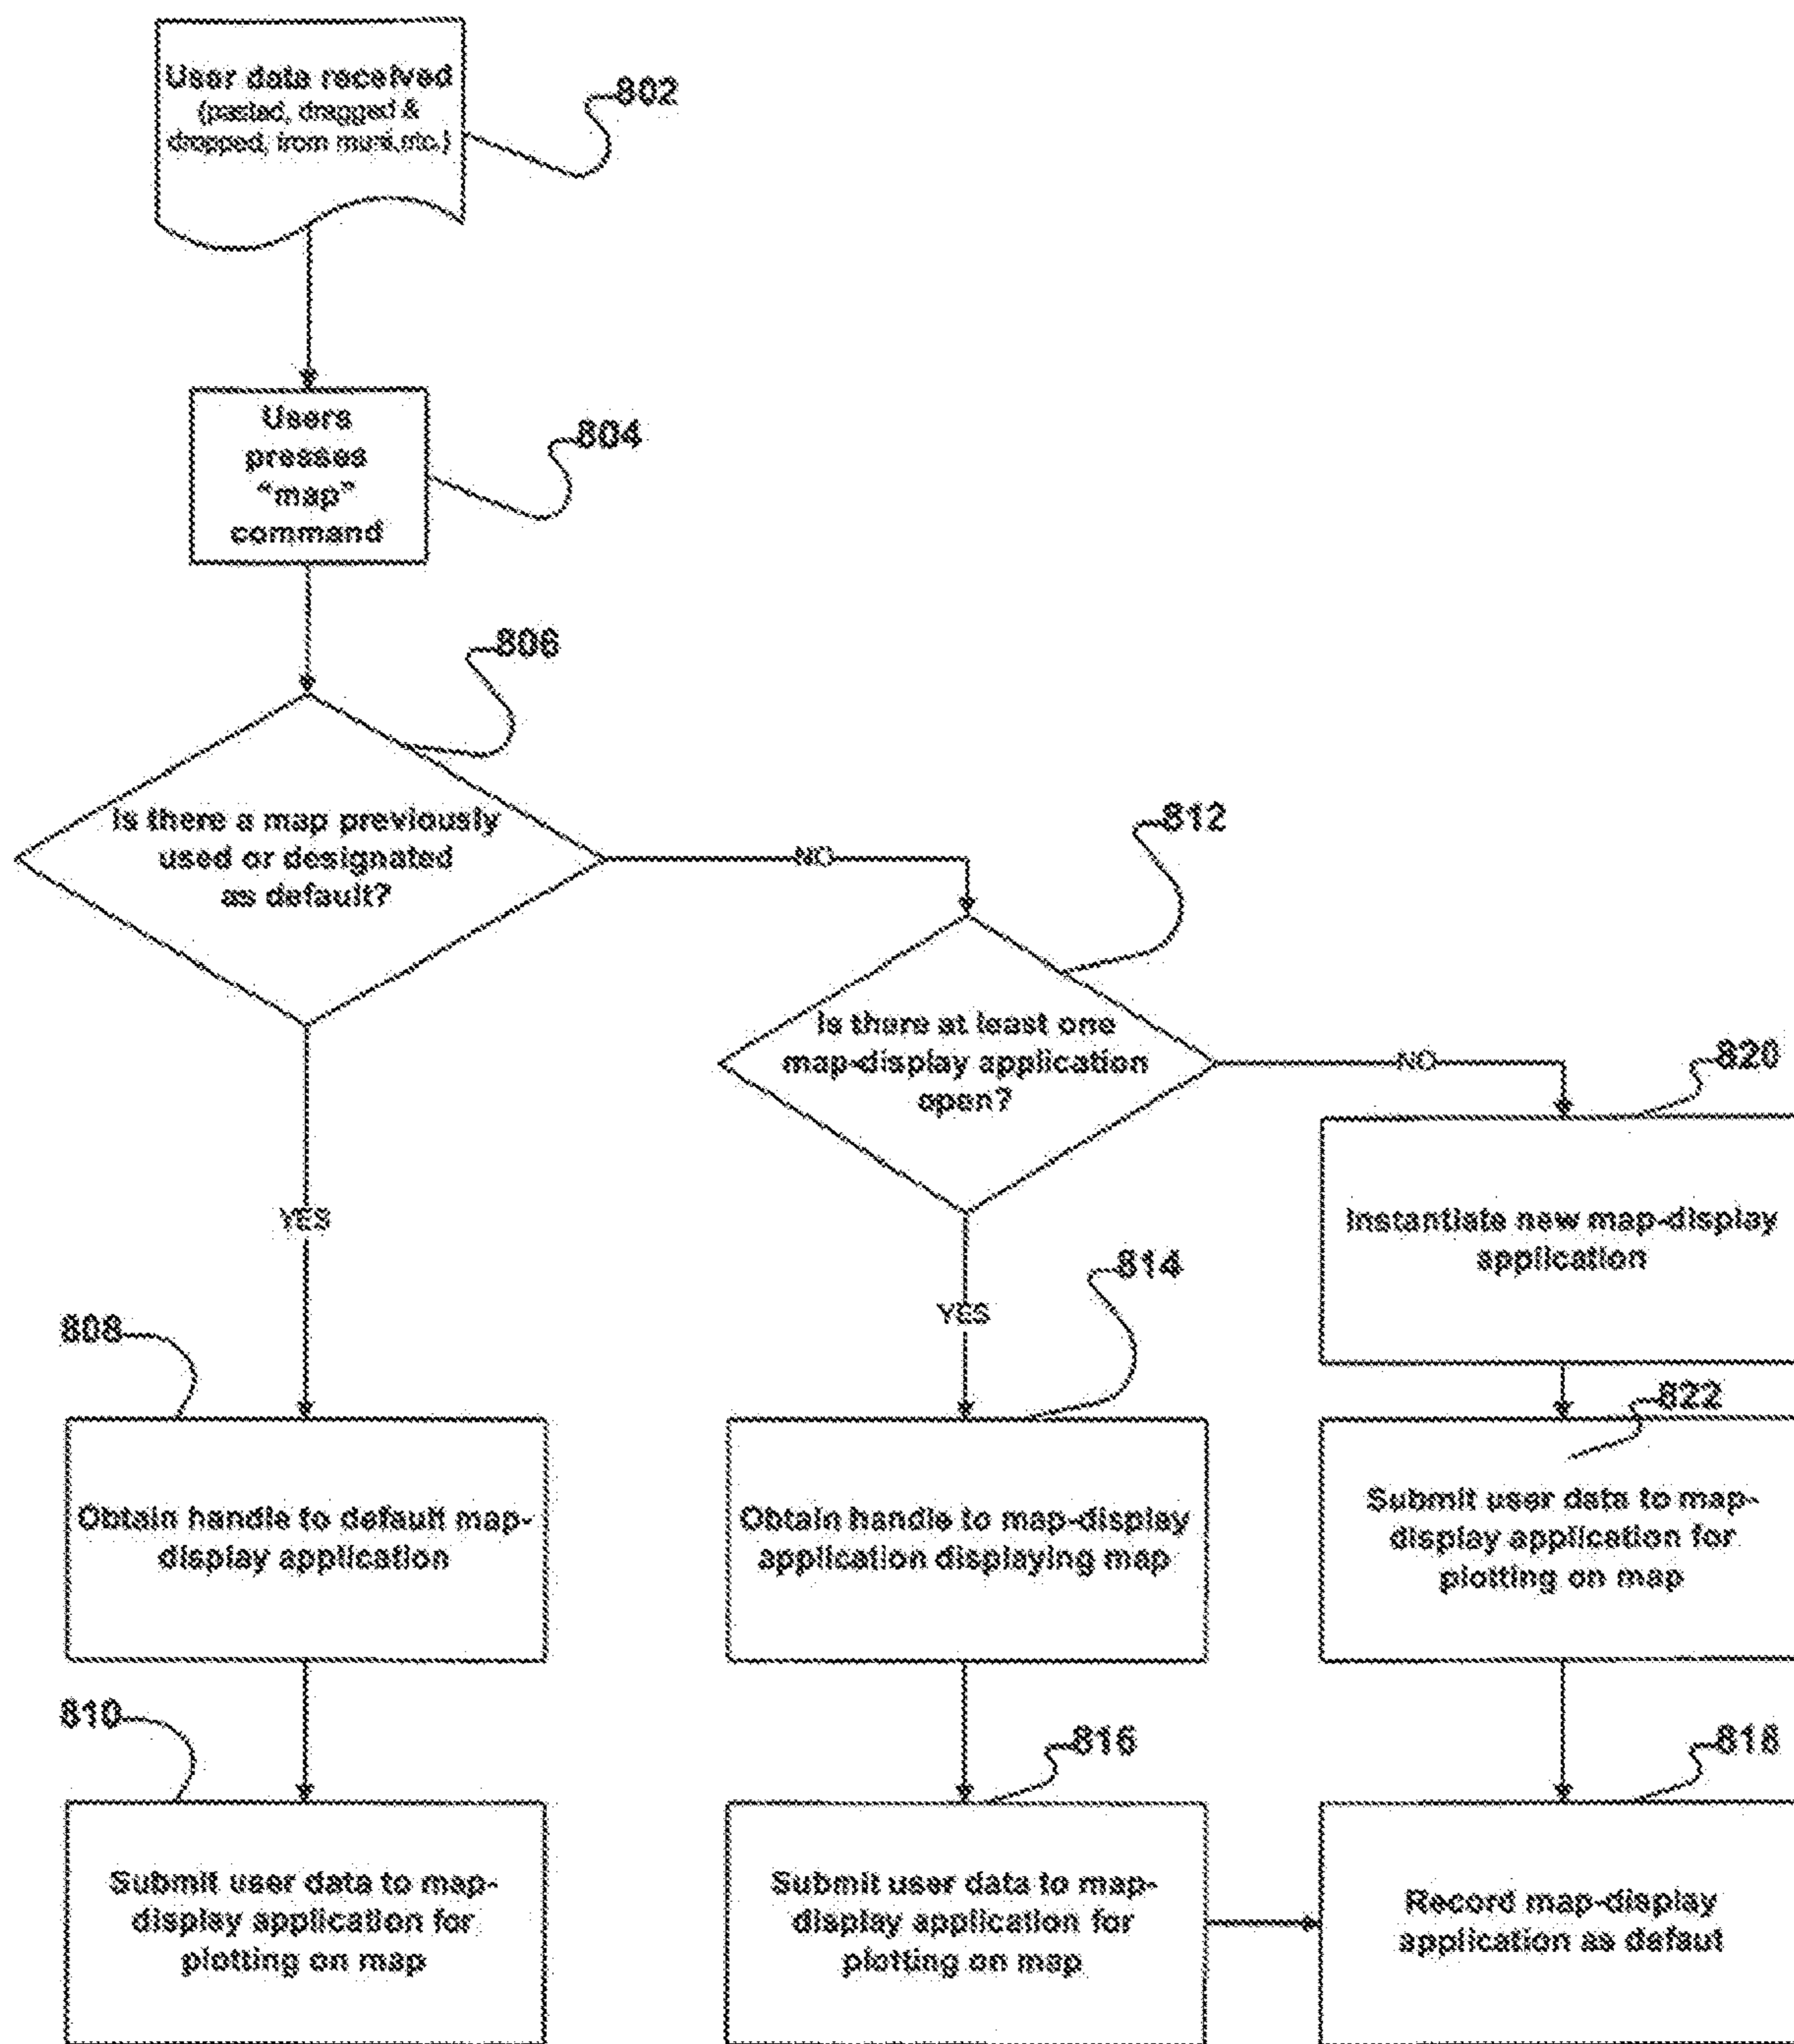 User data received
(pasted, dragged &
dropped, from muni,etc.)
802
Users
presses
“map”
command
804
806
Is there a map previously
used or designated
as default?
NO
812
Is there at least one
map-display application
open?
NO
820
Instantiate new map-display
application
YES
YES
814
808
822
Obtain handle to default map-
display application
Obtain handle to map-display
application displaying map
Submit user data to map-
display application for
plotting on map
810
816
818
Submit user data to map-
display application for
plotting on map
Submit user data to map-
display application for
plotting on map
Record map-display
application as defaut